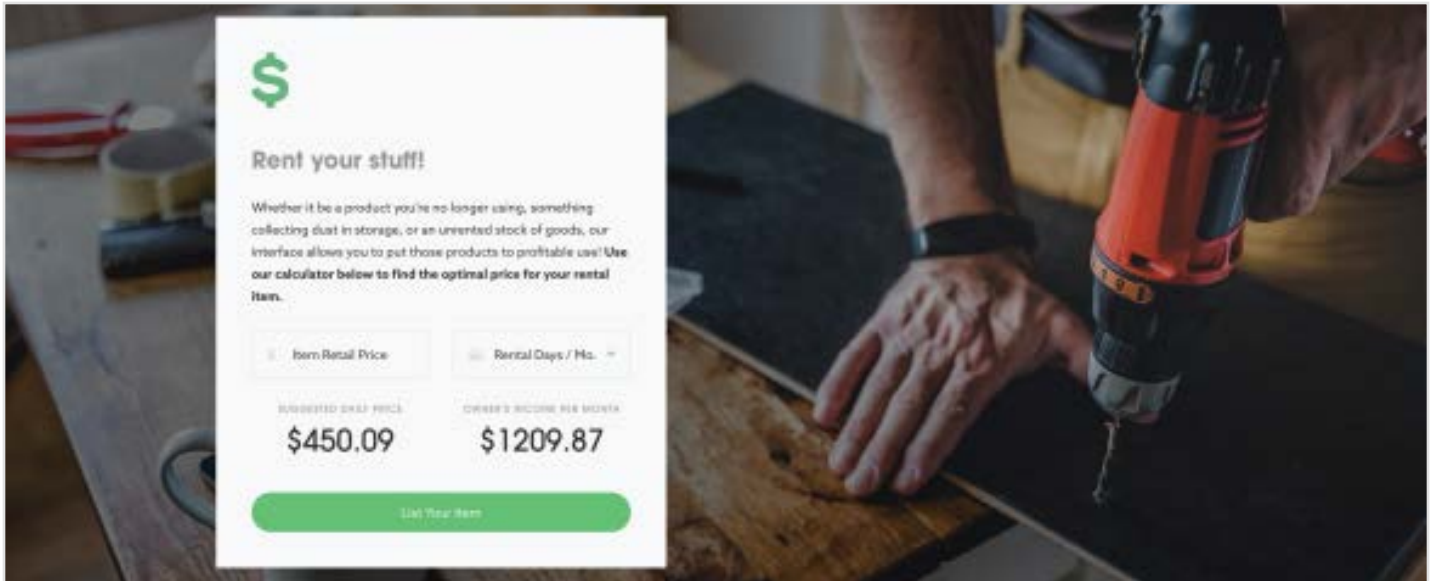 $
Rent your stuff!
Whether it be a product you're no longer using, something
collecting dust in storage, or an unrented stock of goods, our
interface allows you to put those products to profitable use! Use
our calculator below to find the optimal price for your rental
item.
Item Retail Price
Rental Days / Mo.
SUGGESTED DAILY PRICE
OWNER'S INCOME PER MONTH
$450.09
$1209.87
List Your Item